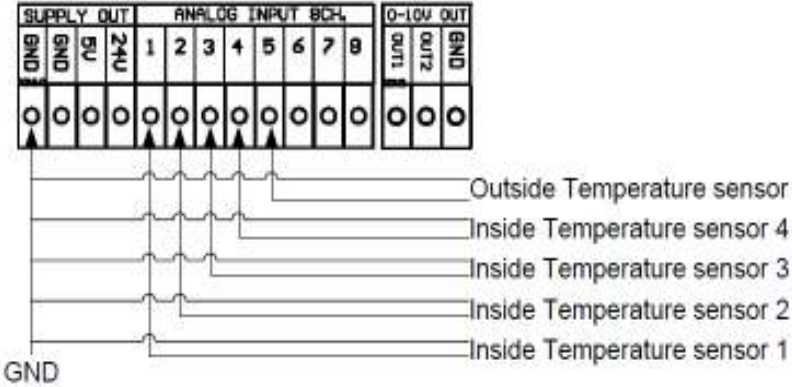 SUPPLY OUT ANALOG INPUT 8CH. 0-10V OUT
GND GND 5V 24V 1 2 3 4 5 6 7 8 OUT1 OUT2 GND
Outside Temperature sensor
Inside Temperature sensor 4
Inside Temperature sensor 3
Inside Temperature sensor 2
Inside Temperature sensor 1
GND